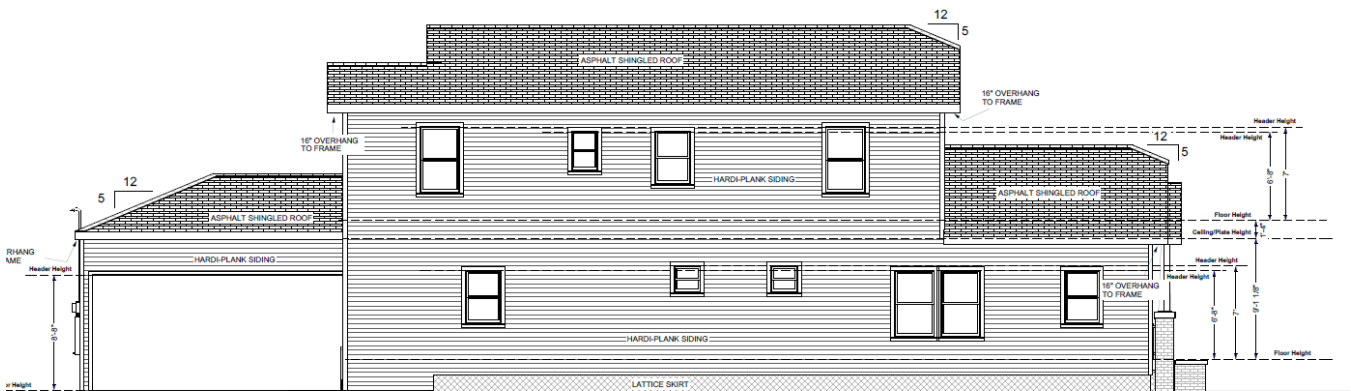 12
5
ASPHALT SHINGLED ROOF
16" OVERHANG
TO FRAME
16" OVERHANG
TO FRAME
Header Height
Header Height
12
5
6'-8"
7'
HARDI-PLANK SIDING
12
5
ASPHALT SHINGLED ROOF
ASPHALT SHINGLED ROOF
Floor Height
1'-4"
Ceiling/Plate Height
HARDI-PLANK SIDING
Header Height
Header Height
Header Height
16" OVERHANG
TO FRAME
8'-8"
6'-8"
7'
9'-1 1/8"
HARDI-PLANK SIDING
Floor Height
LATTICE SKIRT
Height